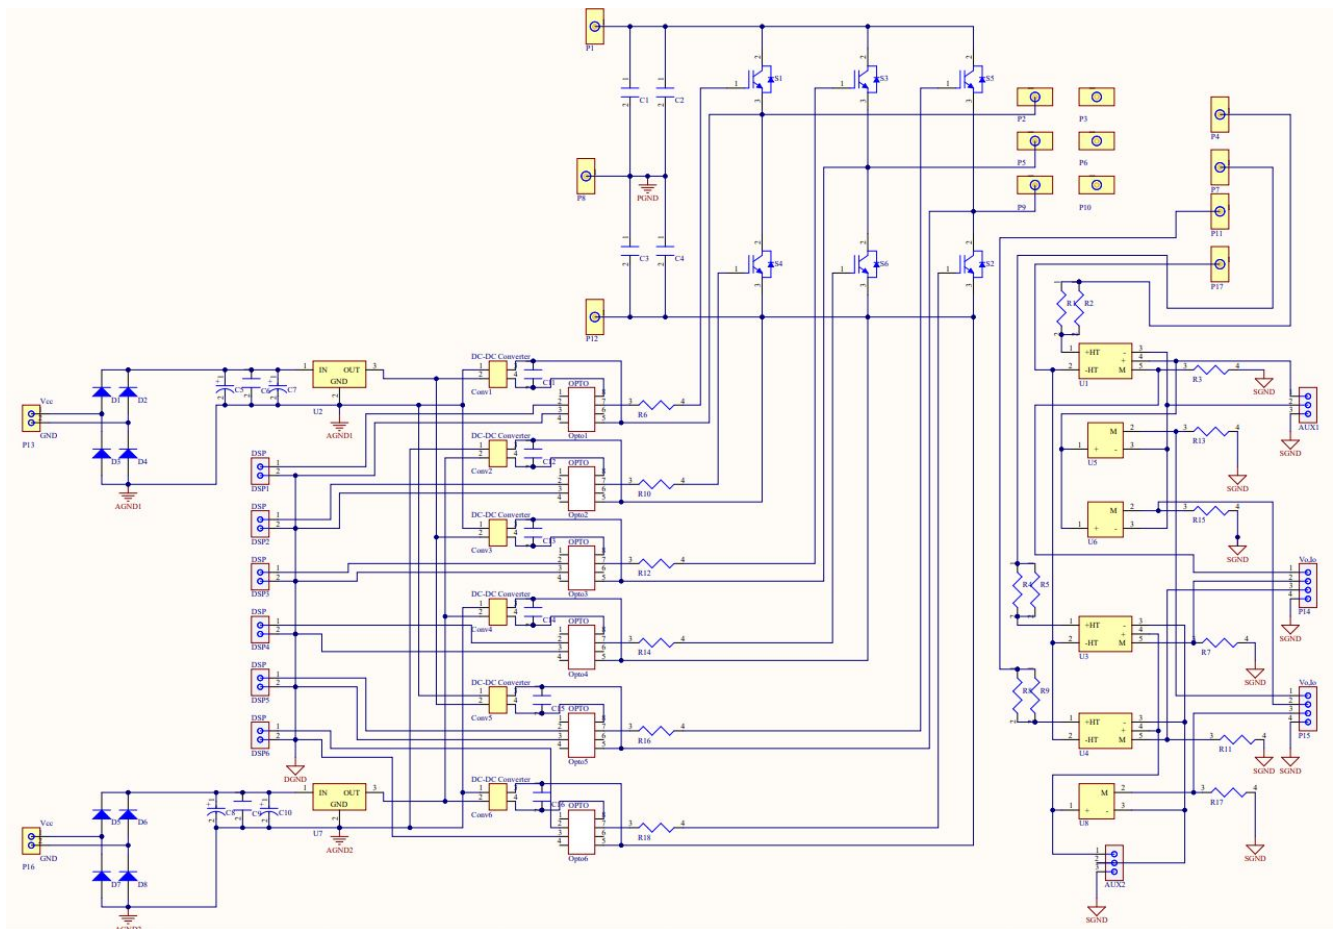 P1
C1
C2
S1
S3
S5
P2
P3
P4
P5
P6
P7
P8
PGND
P9
P10
P11
C3
C4
S4
S6
S2
P17
P12
R1
R2
DC-DC Converter
+HT
-HT
M
U1
R3
SGND
AUX1
IN OUT
GND
U2
AGND1
Conv1
C11
OPTO
Opto1
R6
Vcc
GND
P13
D1
D2
D3
D4
AGND1
C5
C6
C7
DSP
DSP1
DC-DC Converter
Conv2
C12
OPTO
Opto2
R10
M
+ -
U5
R13
SGND
SGND
DSP
DSP2
DC-DC Converter
Conv3
C13
OPTO
Opto3
R12
M
+ -
U6
R15
SGND
DSP
DSP3
R4
R5
Vo,Io
P14
SGND
DC-DC Converter
Conv4
C14
OPTO
Opto4
R14
DSP
DSP4
+HT
-HT
M
U3
R7
SGND
DSP
DSP5
DC-DC Converter
Conv5
C15
OPTO
Opto5
R16
R8
R9
Vo,Io
P15
DSP
DSP6
DGND
+HT
-HT
M
U4
R11
SGND
SGND
IN OUT
GND
U7
AGND2
DC-DC Converter
Conv6
C16
OPTO
Opto6
R18
M
+ -
U8
R17
SGND
Vcc
GND
P16
D5
D6
D7
D8
C8
C9
C10
AGND2
AUX2
SGND